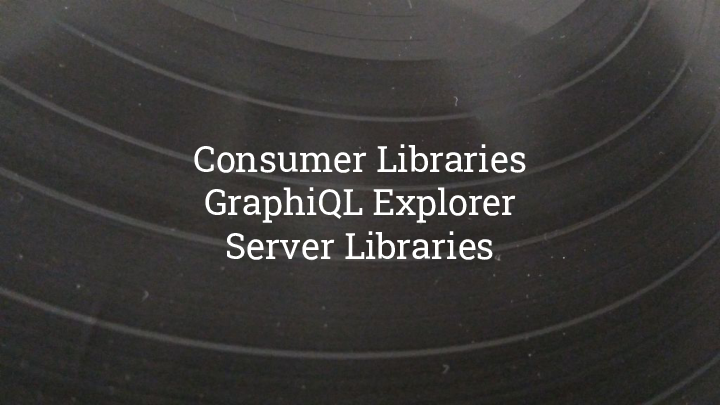 Consumer Libraries
GraphiQL Explorer
Server Libraries